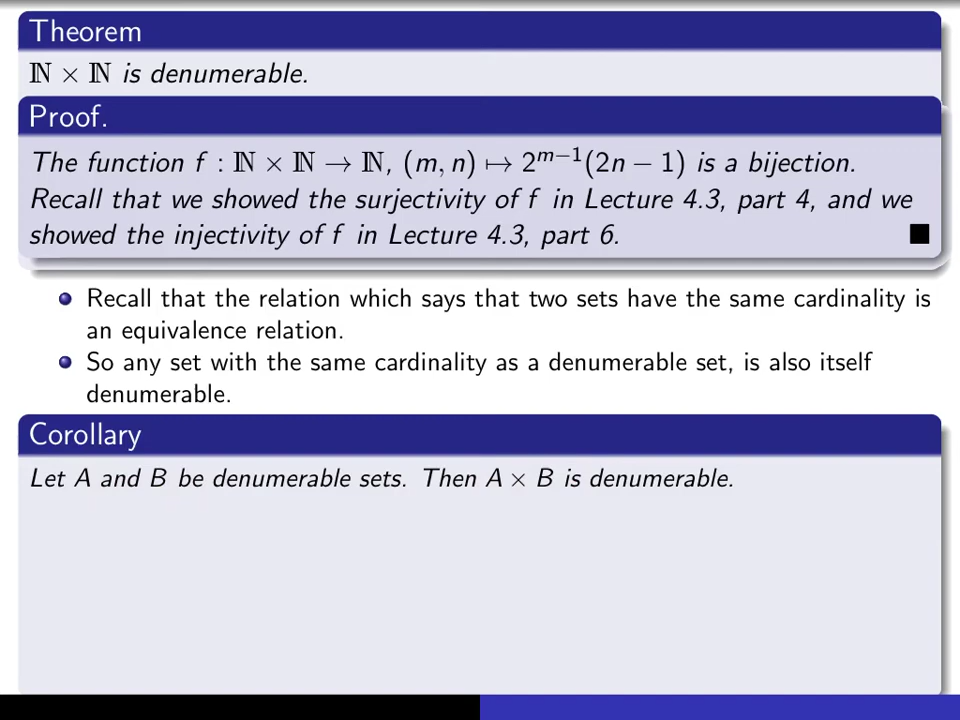 Theorem
ℕ × ℕ is denumerable.
Proof.
The function f : ℕ × ℕ → ℕ, (m, n) ↦ 2^{m−1}(2n − 1) is a bijection.
Recall that we showed the surjectivity of f in Lecture 4.3, part 4, and we
showed the injectivity of f in Lecture 4.3, part 6. ■
Recall that the relation which says that two sets have the same cardinality is
an equivalence relation.
So any set with the same cardinality as a denumerable set, is also itself
denumerable.
Corollary
Let A and B be denumerable sets. Then A × B is denumerable.